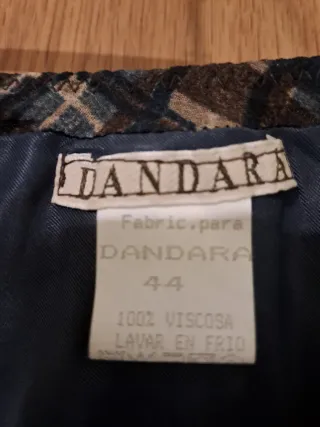 DANDARA
Fabric.para
DANDARA
44
100% VISCOSA
LAVAR EN FRIO